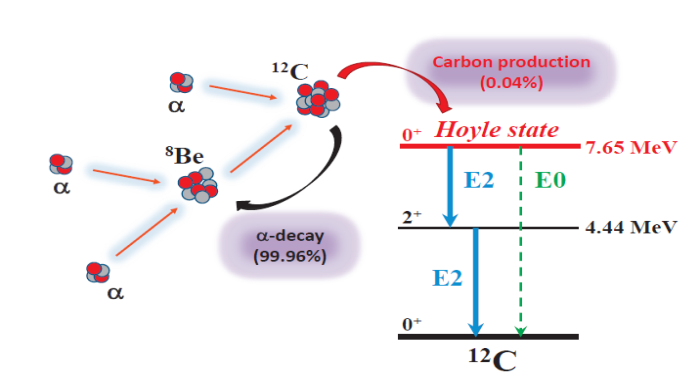 ¹²C
α
⁸Be
α
α
α-decay
(99.96%)
Carbon production
(0.04%)
0⁺ Hoyle state
7.65 MeV
E2
E0
2⁺
4.44 MeV
E2
0⁺
¹²C